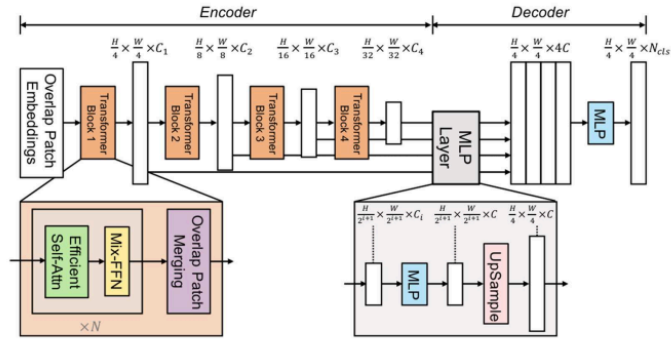 Encoder
Decoder
H/4 × W/4 ×C₁
H/8 × W/8 ×C₂
H/16 × W/16 ×C₃
H/32 × W/32 ×C₄
H/4 × W/4 ×4C
H/4 × W/4 ×N_cls
Overlap Patch
Embeddings
Transformer
Block 1
Transformer
Block 2
Transformer
Block 3
Transformer
Block 4
MLP
Layer
MLP
Efficient
Self-Attn
Mix-FFN
Overlap Patch
Merging
×N
H/2^{i+1} × W/2^{i+1} ×C_i
H/2^{i+1} × W/2^{i+1} ×C
H/4 × W/4 ×C
MLP
UpSample